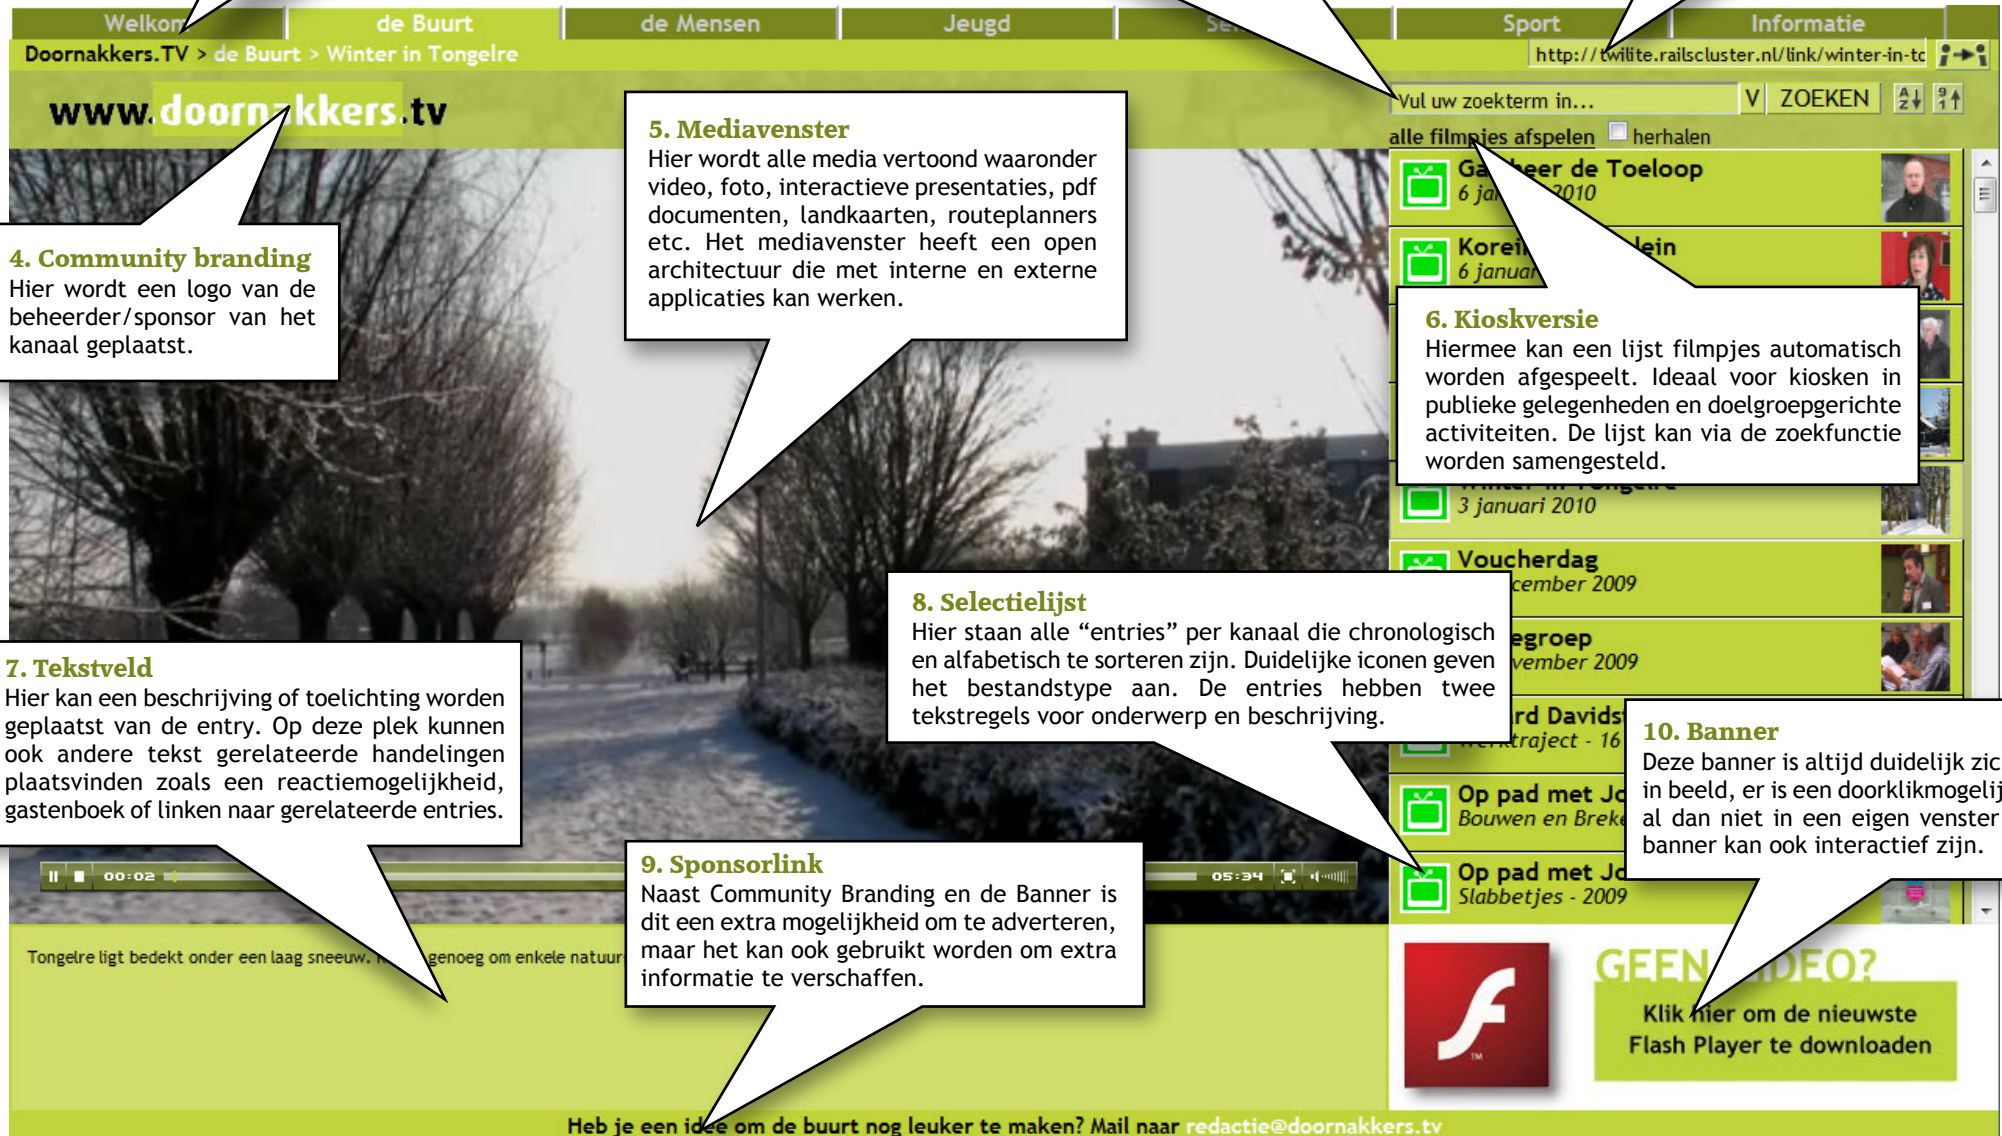 Welkom de Buurt de Mensen Jeugd Sport Informatie
Doornakkers.TV > de Buurt > Winter in Tongelre
http://twilite.railscluster.nl/link/winter-in-to
www.doornakkers.tv
Vul uw zoekterm in... V ZOEKEN
alle filmpjes afspelen herhalen
4. Community branding
Hier wordt een logo van de
beheerder/sponsor van het
kanaal geplaatst.
5. Mediavenster
Hier wordt alle media vertoond waaronder
video, foto, interactieve presentaties, pdf
documenten, landkaarten, routeplanners
etc. Het mediavenster heeft een open
architectuur die met interne en externe
applicaties kan werken.
de Toeloop
6 2010
6
6. Kioskversie
Hiermee kan een lijst filmpjes automatisch
worden afgespeelt. Ideaal voor kiosken in
publieke gelegenheden en doelgroepgerichte
activiteiten. De lijst kan via de zoekfunctie
worden samengesteld.
Winter in Tongelre
3 januari 2010
Voucherdag
2009
2009
7. Tekstveld
Hier kan een beschrijving of toelichting worden
geplaatst van de entry. Op deze plek kunnen
ook andere tekst gerelateerde handelingen
plaatsvinden zoals een reactiemogelijkheid,
gastenboek of linken naar gerelateerde entries.
8. Selectielijst
Hier staan alle “entries” per kanaal die chronologisch
en alfabetisch te sorteren zijn. Duidelijke iconen geven
het bestandstype aan. De entries hebben twee
tekstregels voor onderwerp en beschrijving.
- 16
Op pad met
Bouwen en
Op pad met
Slabbetjes - 2009
10. Banner
Deze banner is altijd duidelijk zic
in beeld, er is een doorklikmogelij
al dan niet in een eigen venster
banner kan ook interactief zijn.
00:02 05:34
9. Sponsorlink
Naast Community Branding en de Banner is
dit een extra mogelijkheid om te adverteren,
maar het kan ook gebruikt worden om extra
informatie te verschaffen.
Tongelre ligt bedekt onder een laag sneeuw. genoeg om enkele
GEEN VIDEO?
Klik hier om de nieuwste
Flash Player te downloaden
Heb je een idee om de buurt nog leuker te maken? Mail naar redactie@doornakkers.tv